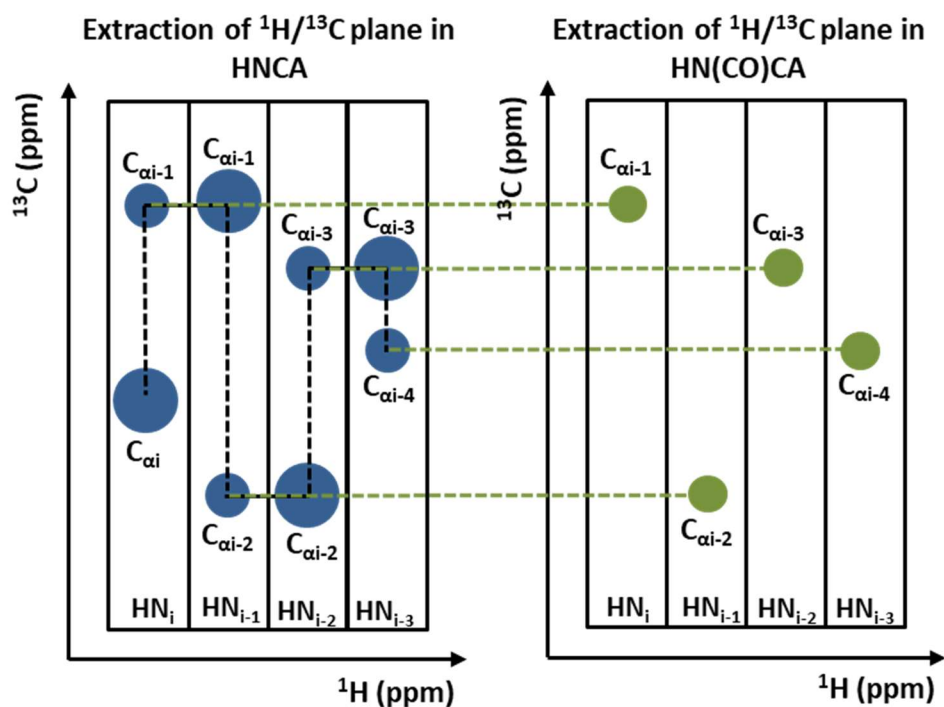 Extraction of ¹H/¹³C plane in
HNCA
¹³C (ppm)
Cαi-1
Cαi-1
Cαi-3
Cαi-3
Cαi-4
Cαi
Cαi-2
Cαi-2
HNi
HNi-1
HNi-2
HNi-3
¹H (ppm)
Extraction of ¹H/¹³C plane in
HN(CO)CA
¹³C (ppm)
Cαi-1
Cαi-3
Cαi-4
Cαi-2
HNi
HNi-1
HNi-2
HNi-3
¹H (ppm)